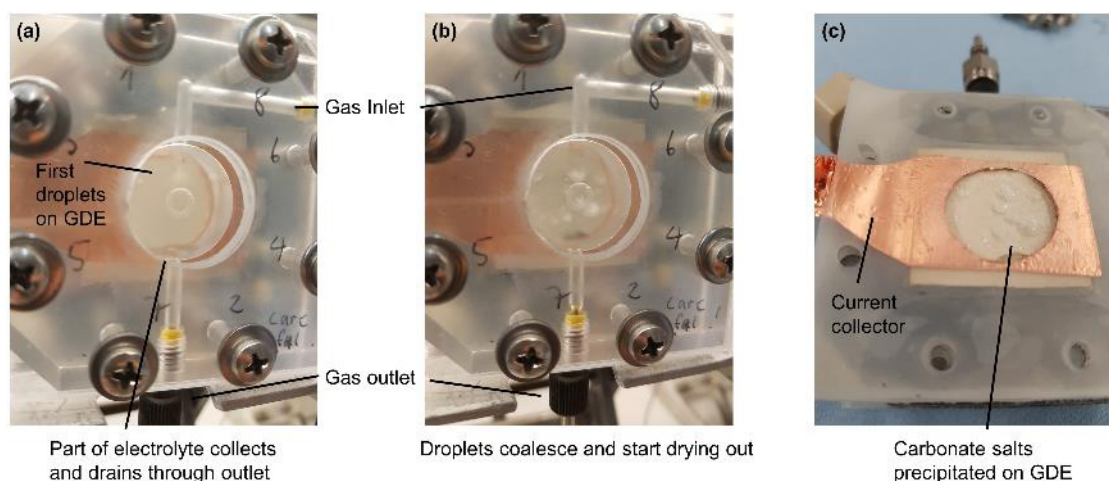 (a)
1
8
First
droplets
on GDE
6
5
4
7
2
Gas Inlet
Gas outlet
Part of electrolyte collects
and drains through outlet
(b)
1
8
6
5
4
7
2
Droplets coalesce and start drying out
(c)
Current
collector
Carbonate salts
precipitated on GDE